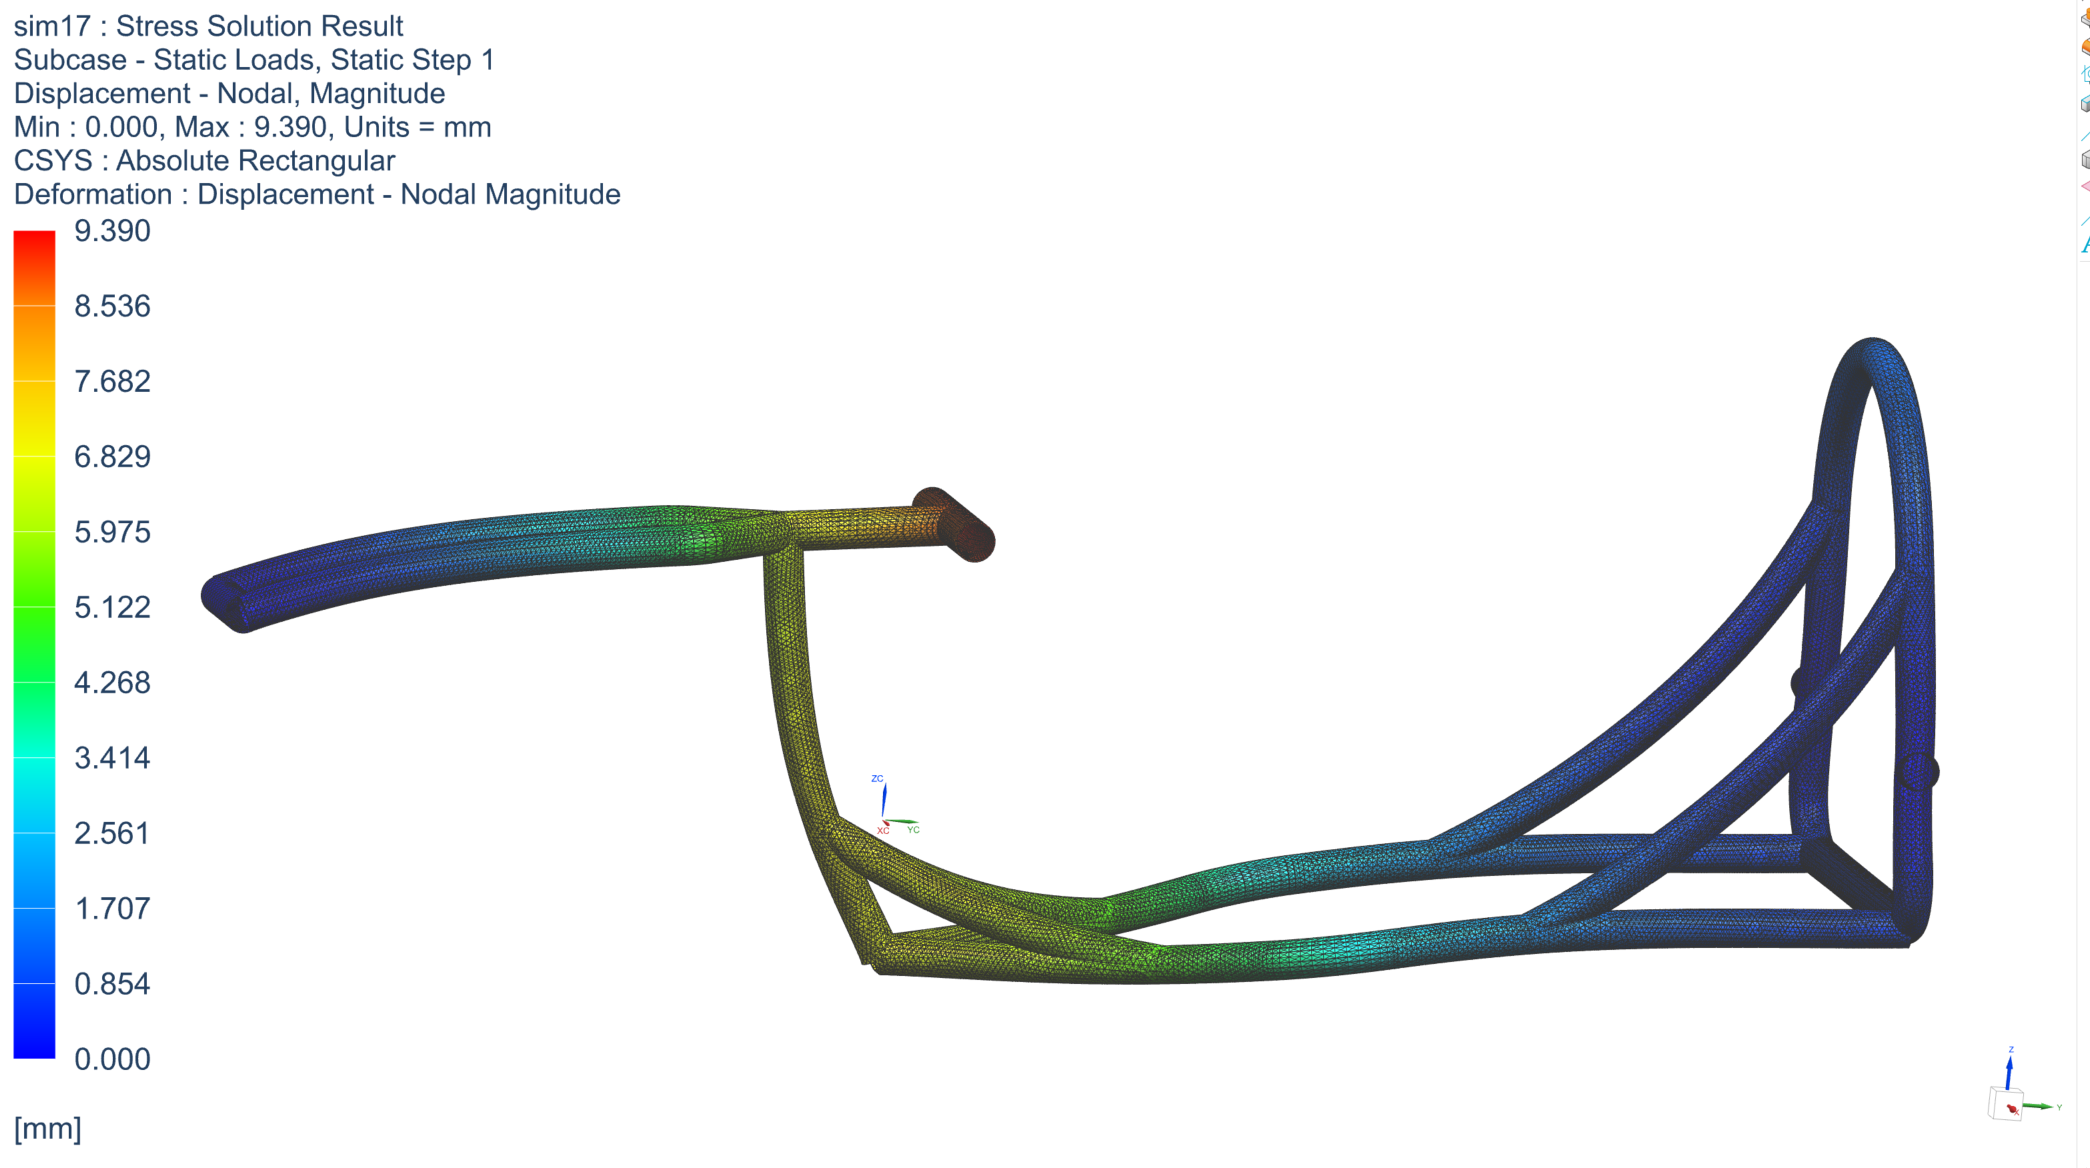 sim17 : Stress Solution Result
Subcase - Static Loads, Static Step 1
Displacement - Nodal, Magnitude
Min : 0.000, Max : 9.390, Units = mm
CSYS : Absolute Rectangular
Deformation : Displacement - Nodal Magnitude
9.390
8.536
7.682
6.829
5.975
5.122
4.268
3.414
2.561
1.707
0.854
0.000
[mm]
ZC
XC
YC
Z
X
Y